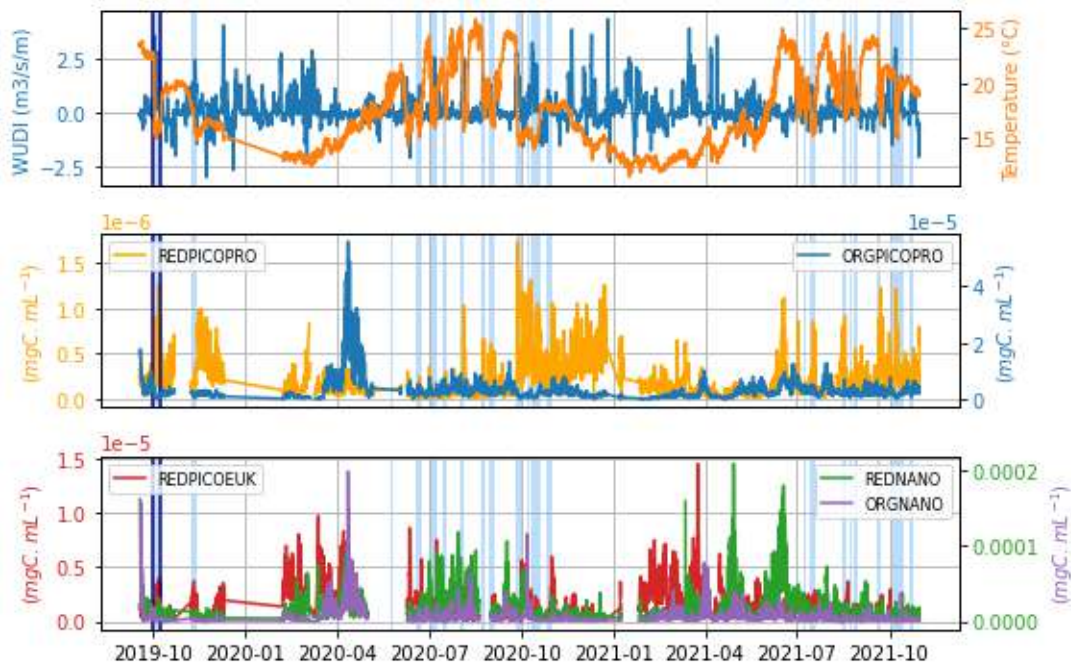 WUDI (m3/s/m)
2.5
0.0
−2.5
25
20
15
Temperature (°C)
1e−6
1e−5
REDPICOPRO
ORGPICOPRO
(mgC. mL⁻¹)
1.5
1.0
0.5
0.0
4
2
0
(mgC. mL⁻¹)
1e−5
REDPICOEUK
REDNANO
ORGNANO
(mgC. mL⁻¹)
1.5
1.0
0.5
0.0
0.0002
0.0001
0.0000
(mgC. mL⁻¹)
2019-10 2020-01 2020-04 2020-07 2020-10 2021-01 2021-04 2021-07 2021-10